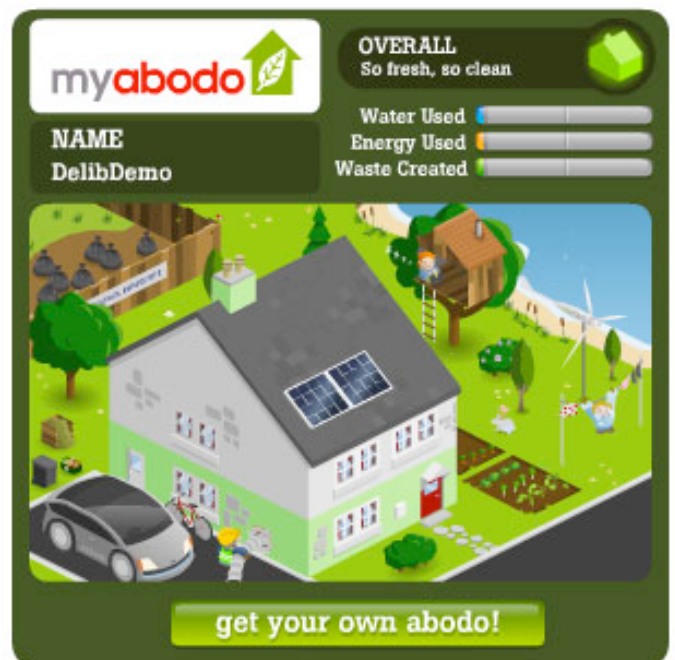 myabodo
OVERALL
So fresh, so clean
Water Used
Energy Used
Waste Created
NAME
DelibDemo
get your own abodo!